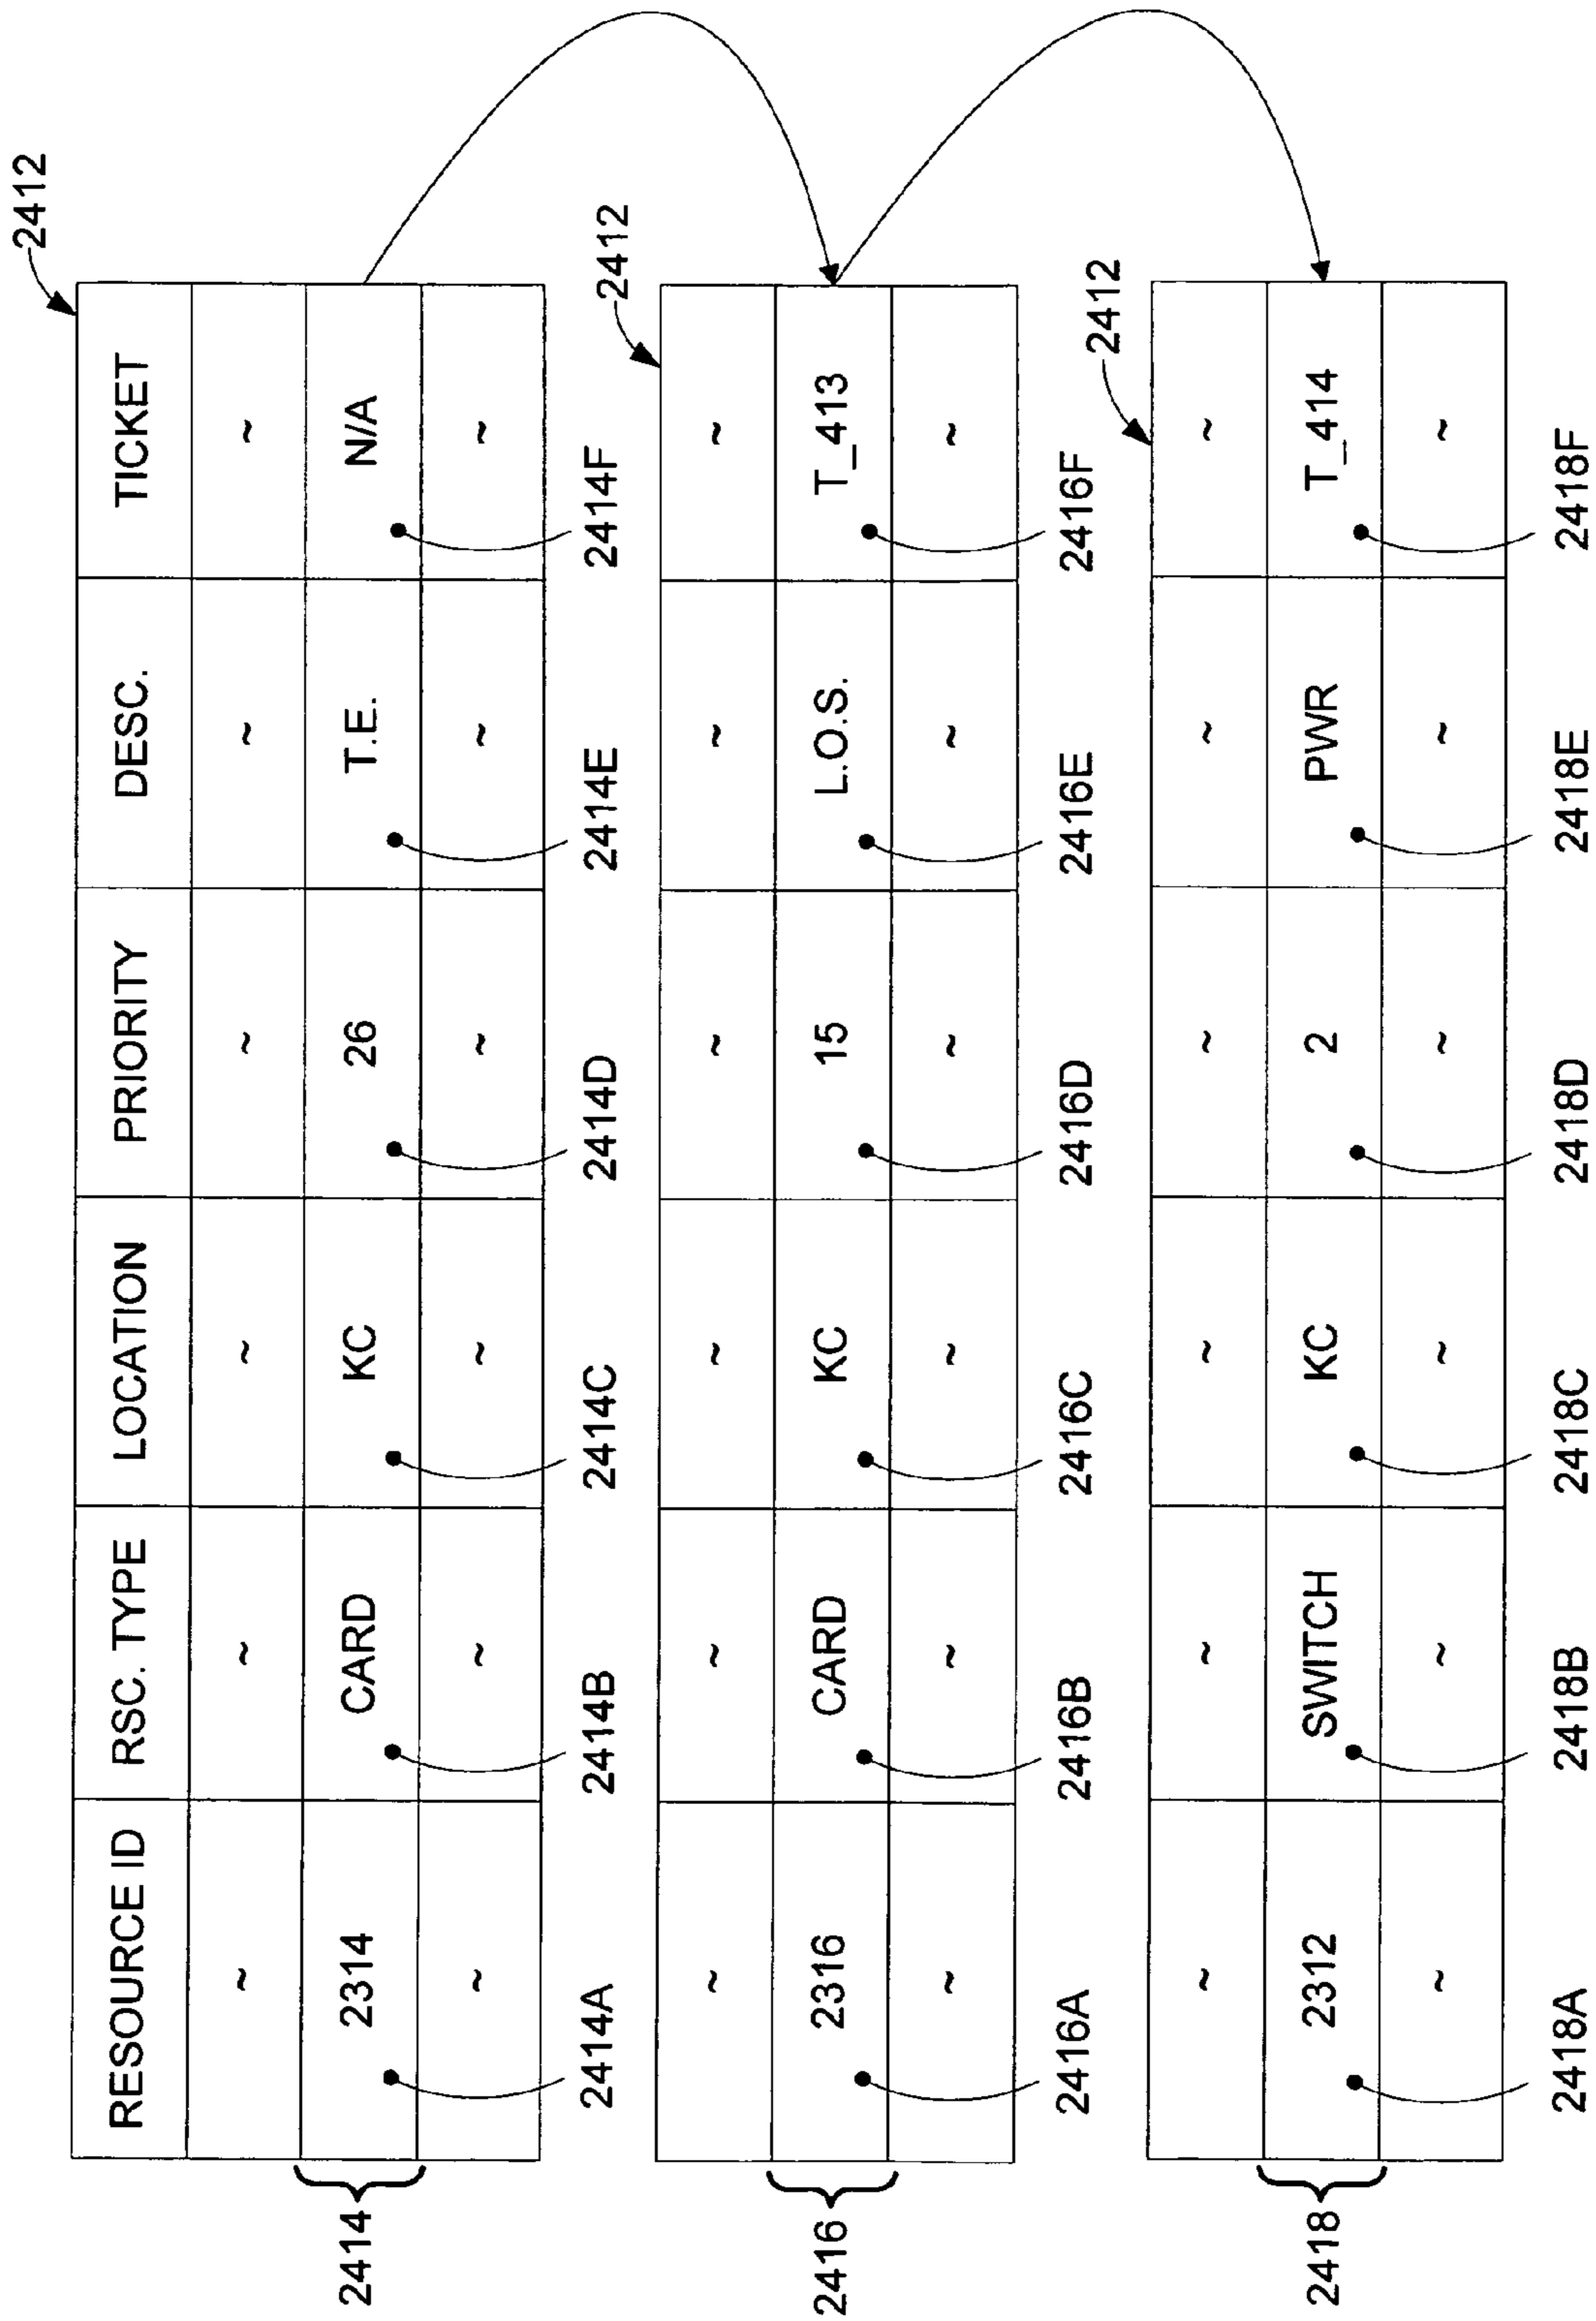 2412
RESOURCE ID RSC. TYPE LOCATION PRIORITY DESC. TICKET
~ ~ ~ ~ ~ ~
2414 2314 CARD KC 26 T.E. N/A
~ ~ ~ ~ ~ ~
2414A 2414B 2414C 2414D 2414E 2414F
2412
~ ~ ~ ~ ~ ~
2416 2316 CARD KC 15 L.O.S. T_413
~ ~ ~ ~ ~ ~
2416A 2416B 2416C 2416D 2416E 2416F
2412
~ ~ ~ ~ ~ ~
2418 2312 SWITCH KC 2 PWR T_414
~ ~ ~ ~ ~ ~
2418A 2418B 2418C 2418D 2418E 2418F